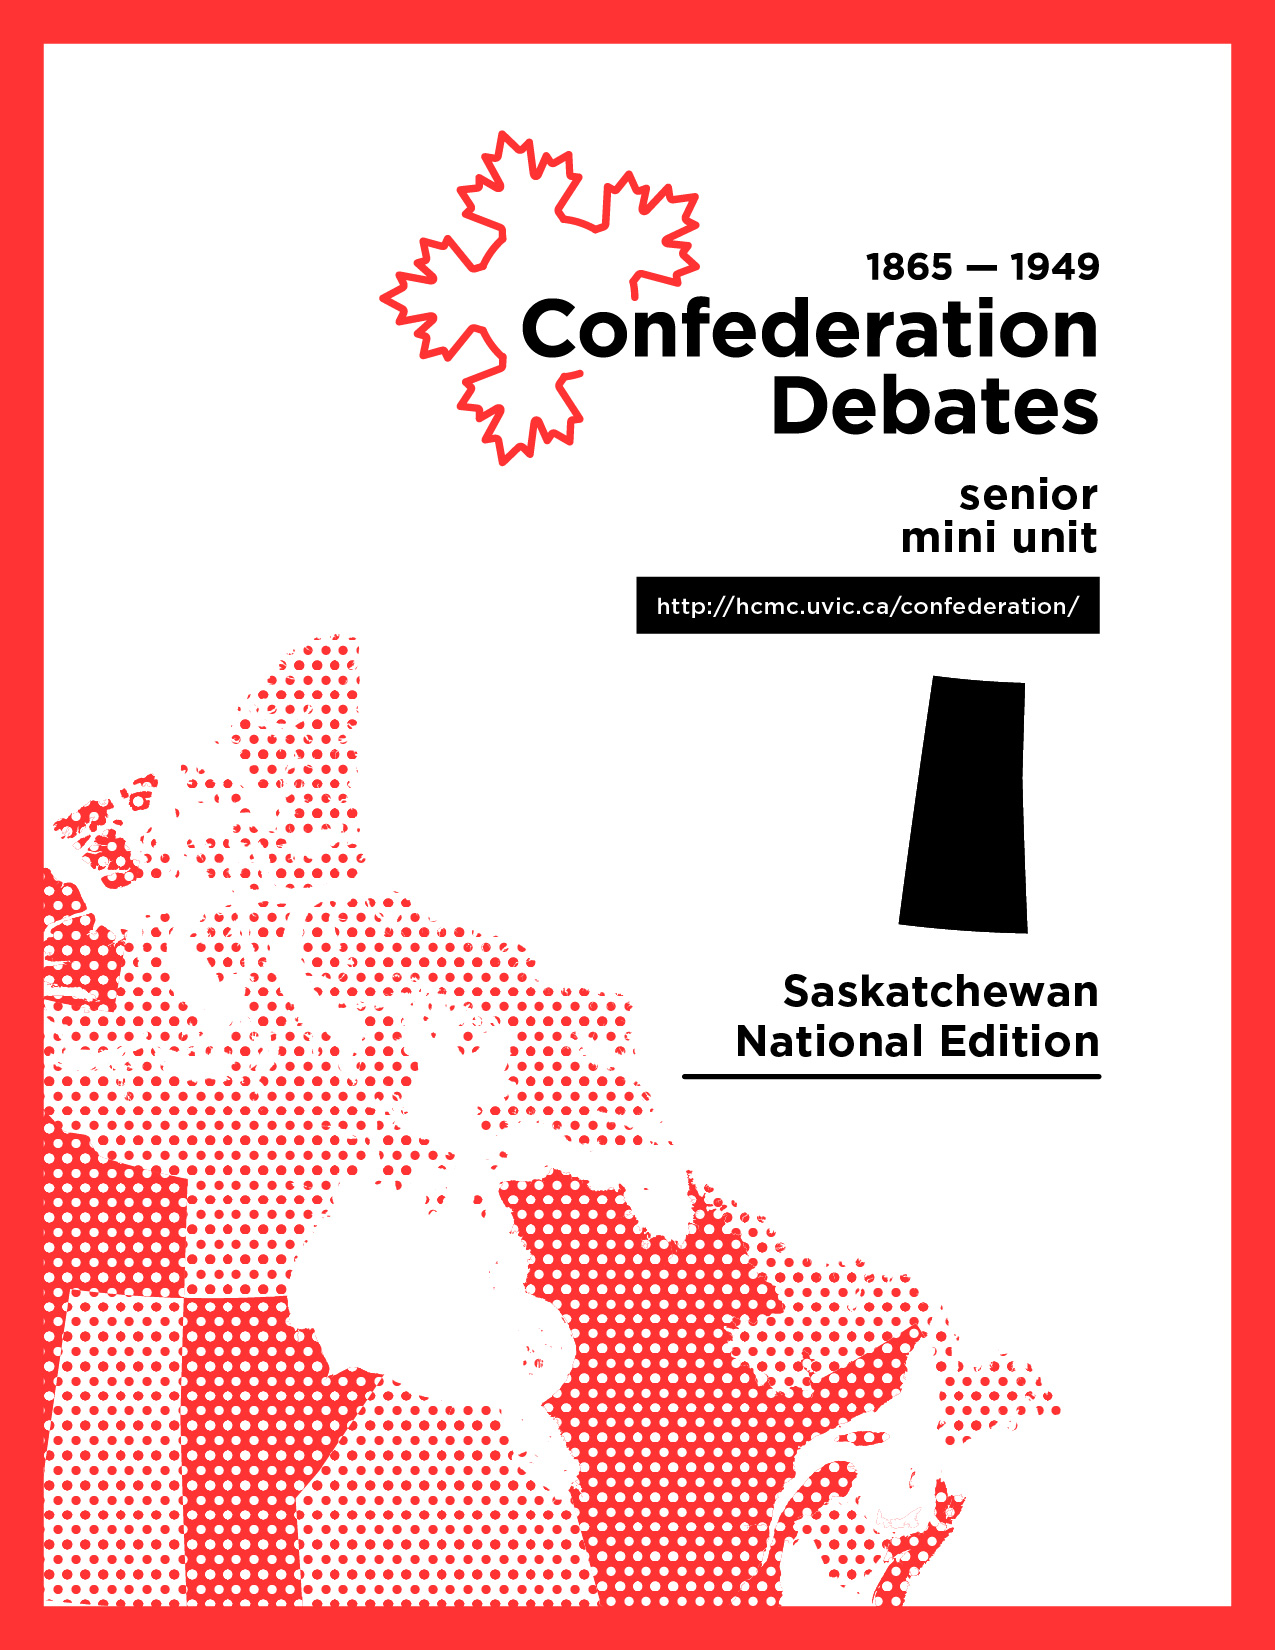 1865 — 1949
Confederation
Debates
senior
mini unit
http://hcmc.uvic.ca/confederation/
Saskatchewan
National Edition